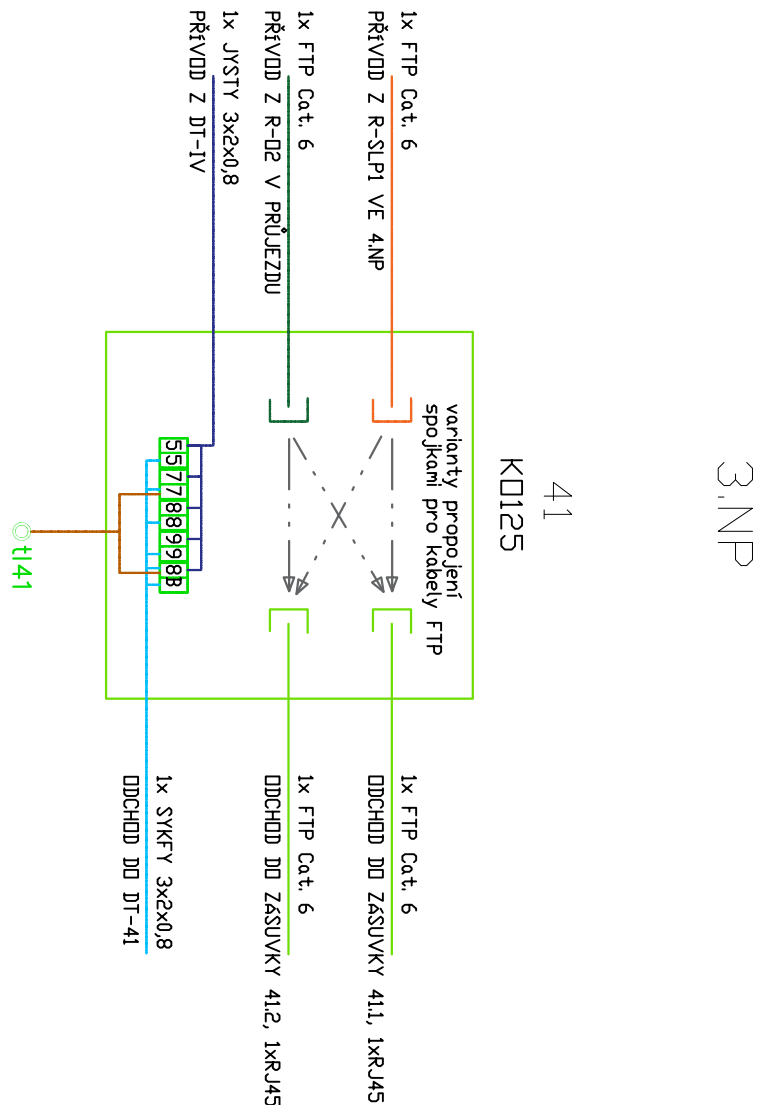 3.NP
41
KO125
1x FTP Cat. 6
PŘÍVOD Z R-SLP1 VE 4.NP
varianty propojení
spojkami pro kabely FTP
1x FTP Cat. 6
ODCHOD DO ZÁSUVKY 41.1, 1xRJ45
1x FTP Cat. 6
PŘÍVOD Z R-O2 V PRŮJEZDU
1x FTP Cat. 6
ODCHOD DO ZÁSUVKY 41.2, 1xRJ45
1x JYSTY 3x2x0,8
PŘÍVOD Z DT-IV
5 5 7 7 8 8 9 9 8 B
1x SYKFY 3x2x0,8
ODCHOD DO DT-41
tl41